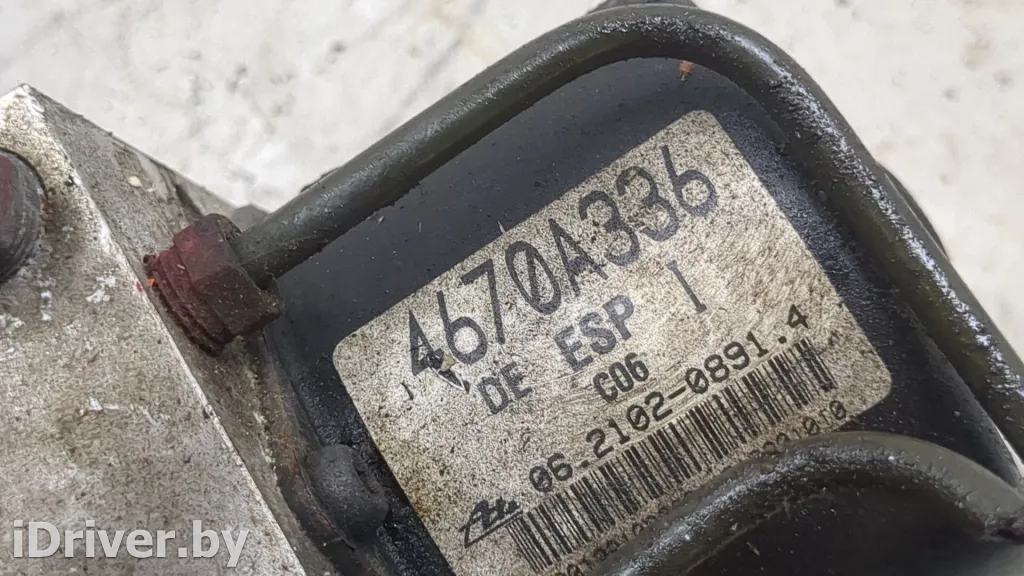 4670A336
DE ESP I
C06
06.2102-0891.4
Ate
iDriver.by